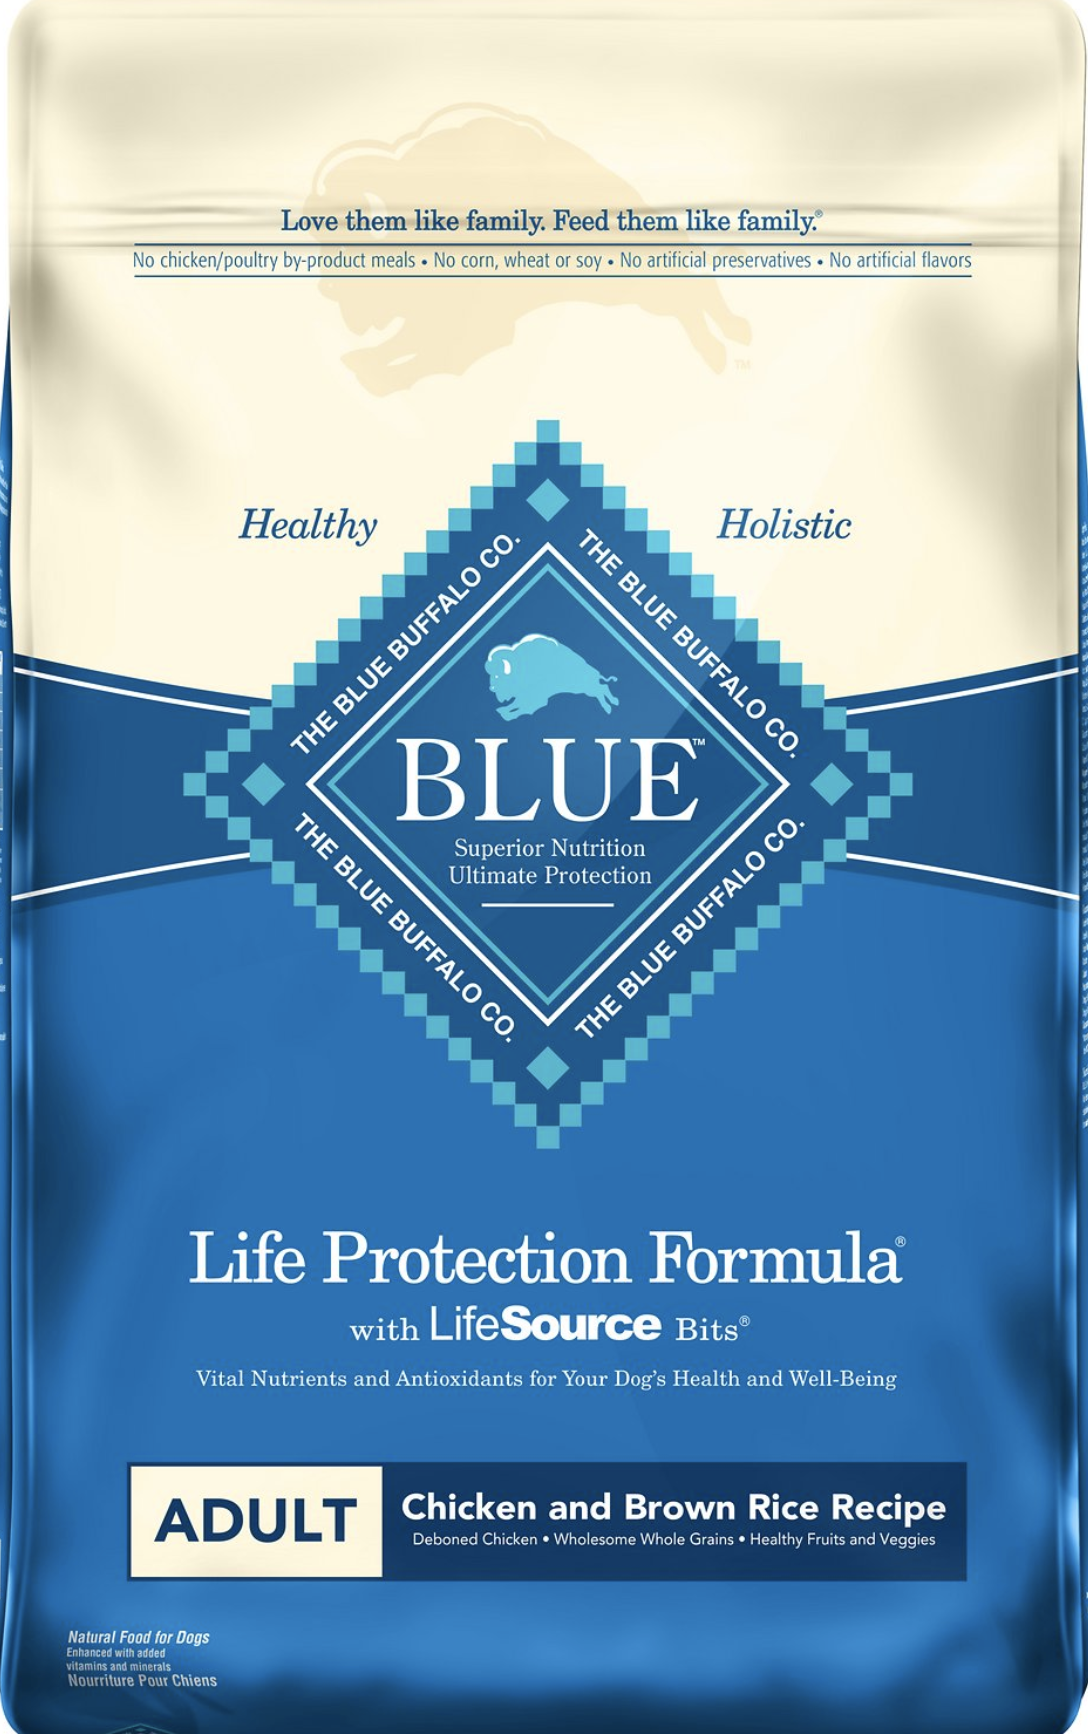 Love them like family. Feed them like family.®
No chicken/poultry by-product meals • No corn, wheat or soy • No artificial preservatives • No artificial flavors
TM
Healthy
Holistic
THE BLUE BUFFALO CO.
THE BLUE BUFFALO CO.
BLUE™
Superior Nutrition
Ultimate Protection
THE BLUE BUFFALO CO.
THE BLUE BUFFALO CO.
Life Protection Formula®
with LifeSource Bits®
Vital Nutrients and Antioxidants for Your Dog's Health and Well-Being
ADULT
Chicken and Brown Rice Recipe
Deboned Chicken • Wholesome Whole Grains • Healthy Fruits and Veggies
Natural Food for Dogs
Enhanced with added
vitamins and minerals
Nourriture Pour Chiens